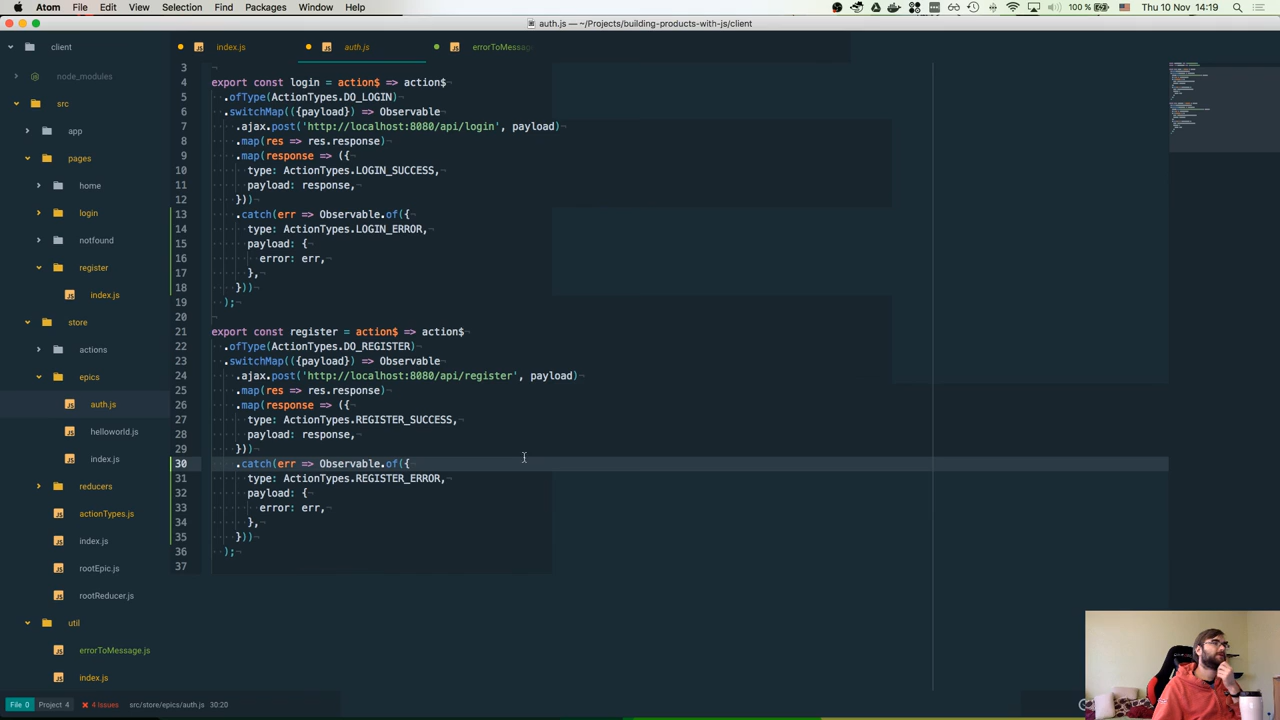 Atom File Edit View Selection Find Packages Window Help 100 % Thu 10 Nov 14:19
auth.js — ~/Projects/building-products-with-js/client
client
index.js auth.js errorToMessage
node_modules
src
app
pages
home
login
notfound
register
index.js
store
actions
epics
auth.js
helloworld.js
index.js
reducers
actionTypes.js
index.js
rootEpic.js
rootReducer.js
util
errorToMessage.js
index.js
3
4 export const login = action$ => action$
5 .ofType(ActionTypes.DO_LOGIN)
6 .switchMap(({payload}) => Observable
7 .ajax.post('http://localhost:8080/api/login', payload)
8 .map(res => res.response)
9 .map(response => ({
10 type: ActionTypes.LOGIN_SUCCESS,
11 payload: response,
12 }))
13 .catch(err => Observable.of({
14 type: ActionTypes.LOGIN_ERROR,
15 payload: {
16 error: err,
17 },
18 }))
19 );
20
21 export const register = action$ => action$
22 .ofType(ActionTypes.DO_REGISTER)
23 .switchMap(({payload}) => Observable
24 .ajax.post('http://localhost:8080/api/register', payload)
25 .map(res => res.response)
26 .map(response => ({
27 type: ActionTypes.REGISTER_SUCCESS,
28 payload: response,
29 }))
30 .catch(err => Observable.of({
31 type: ActionTypes.REGISTER_ERROR,
32 payload: {
33 error: err,
34 },
35 }))
36 );
37
File 0 Project 4 4 Issues src/store/epics/auth.js 30:20